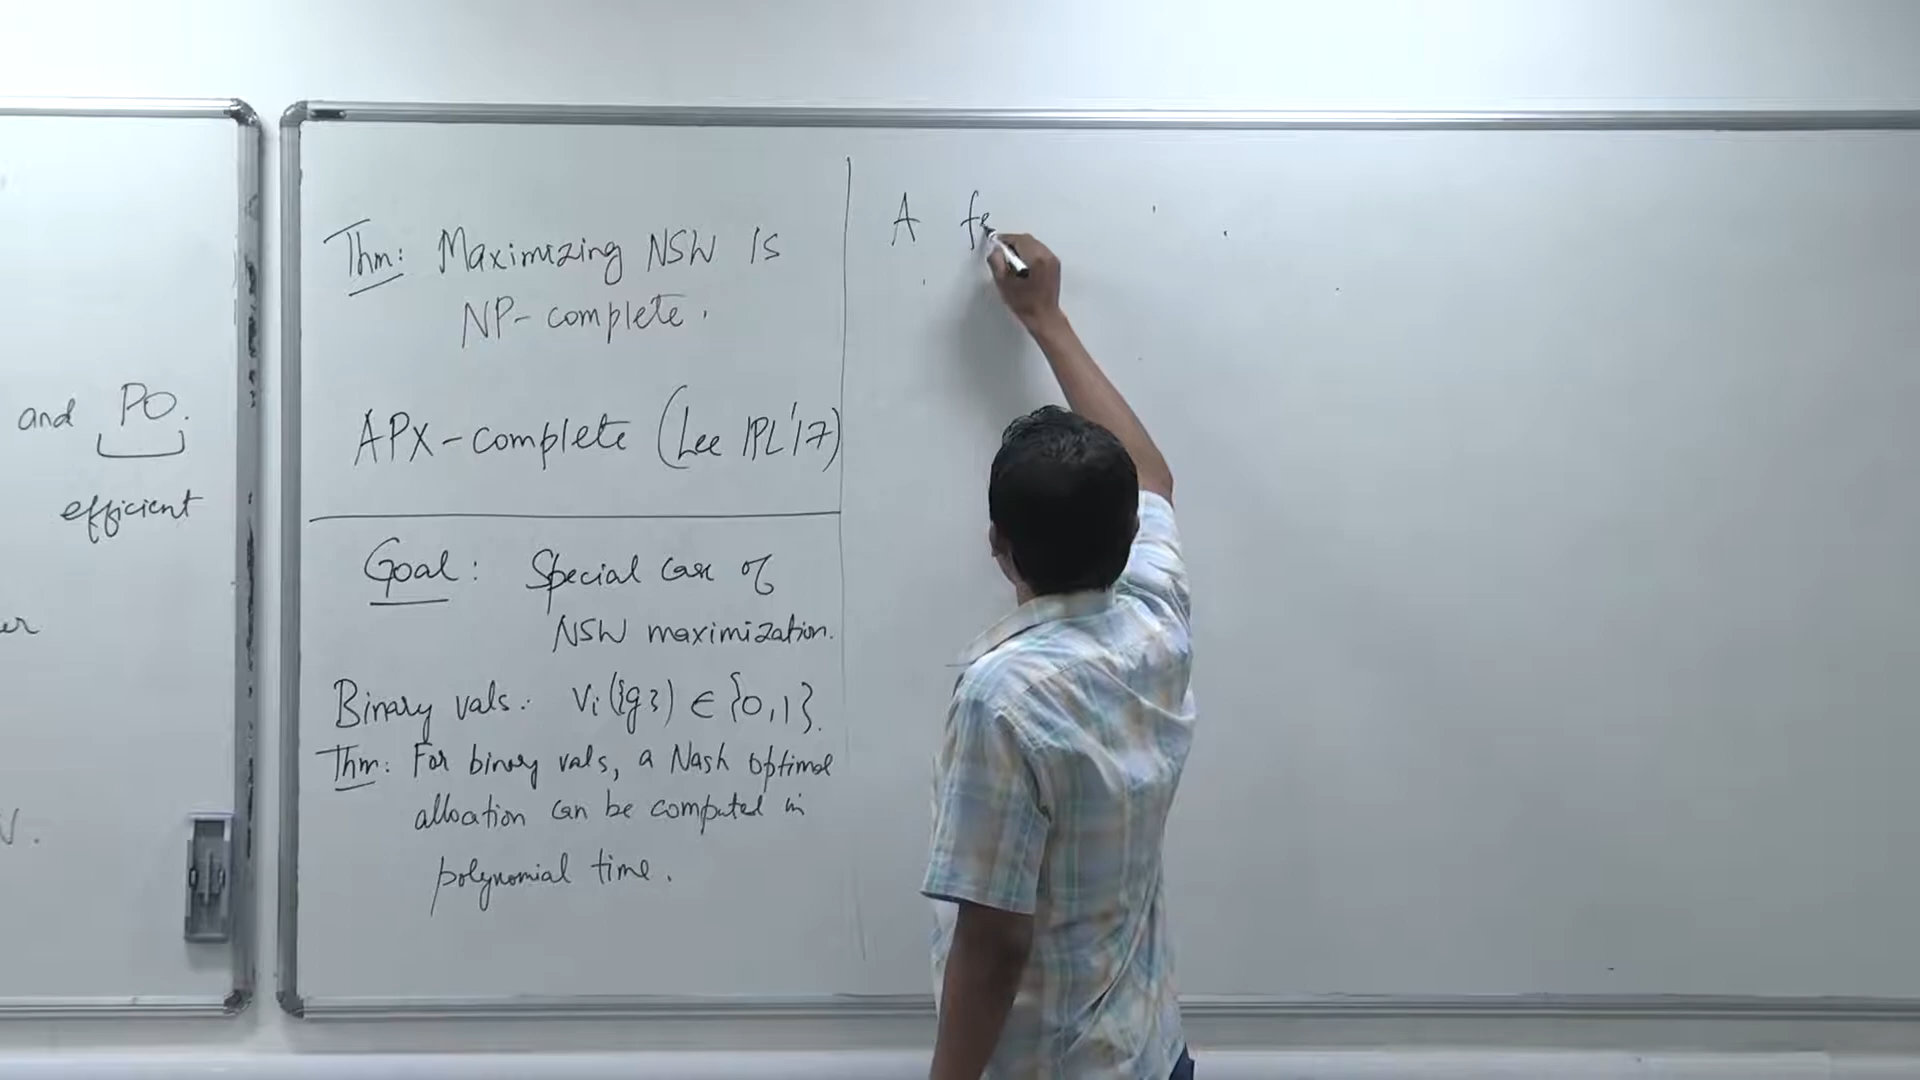 and PO.
efficient
Thm: Maximizing NSW is
NP-complete.
APX-complete (Lee IPL'17)
Goal: Special case of
NSW maximization.
Binary vals: vi({g}) ∈ {0,1}.
Thm: For binary vals, a Nash optimal
allocation can be computed in
polynomial time.
A fe